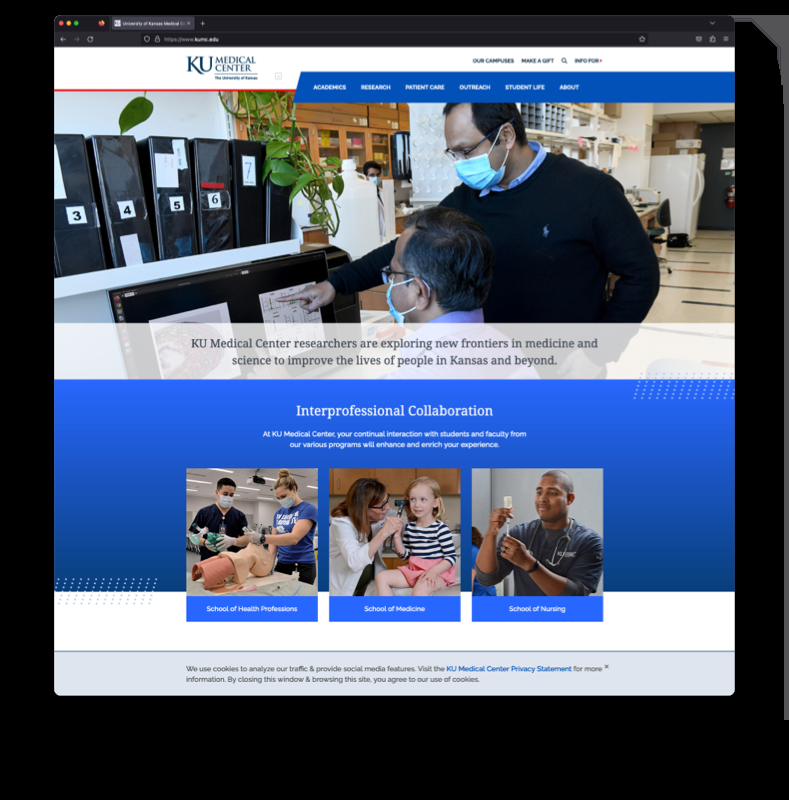 University of Kansas Medical C
https://www.kumc.edu
KU MEDICAL CENTER
The University of Kansas
OUR CAMPUSES MAKE A GIFT INFO FOR
ACADEMICS RESEARCH PATIENT CARE OUTREACH STUDENT LIFE ABOUT
3 4 5 6 7
KU Medical Center researchers are exploring new frontiers in medicine and
science to improve the lives of people in Kansas and beyond.
Interprofessional Collaboration
At KU Medical Center, your continual interaction with students and faculty from
our various programs will enhance and enrich your experience.
School of Health Professions School of Medicine School of Nursing
We use cookies to analyze our traffic & provide social media features. Visit the KU Medical Center Privacy Statement for more
information. By closing this window & browsing this site, you agree to our use of cookies.